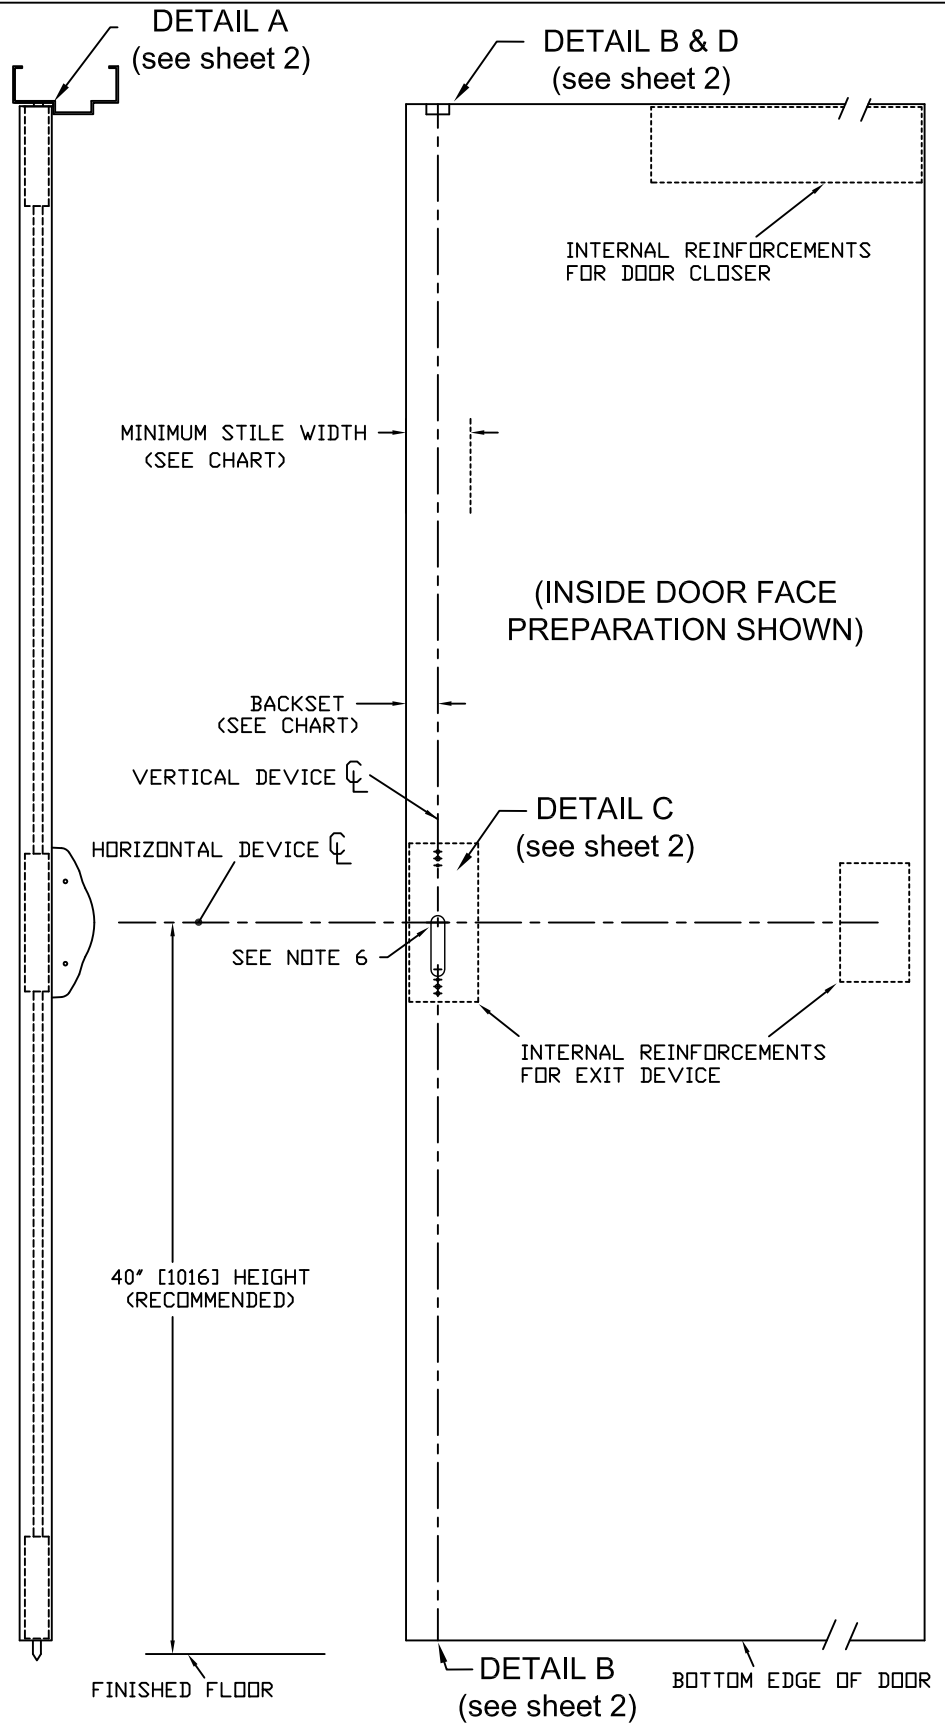 DETAIL A
(see sheet 2)
DETAIL B & D
(see sheet 2)
INTERNAL REINFORCEMENTS
FOR DOOR CLOSER
MINIMUM STILE WIDTH
(SEE CHART)
(INSIDE DOOR FACE
PREPARATION SHOWN)
BACKSET
(SEE CHART)
VERTICAL DEVICE ℄
DETAIL C
(see sheet 2)
HORIZONTAL DEVICE ℄
SEE NOTE 6
INTERNAL REINFORCEMENTS
FOR EXIT DEVICE
40" [1016] HEIGHT
(RECOMMENDED)
FINISHED FLOOR
DETAIL B
(see sheet 2)
BOTTOM EDGE OF DOOR